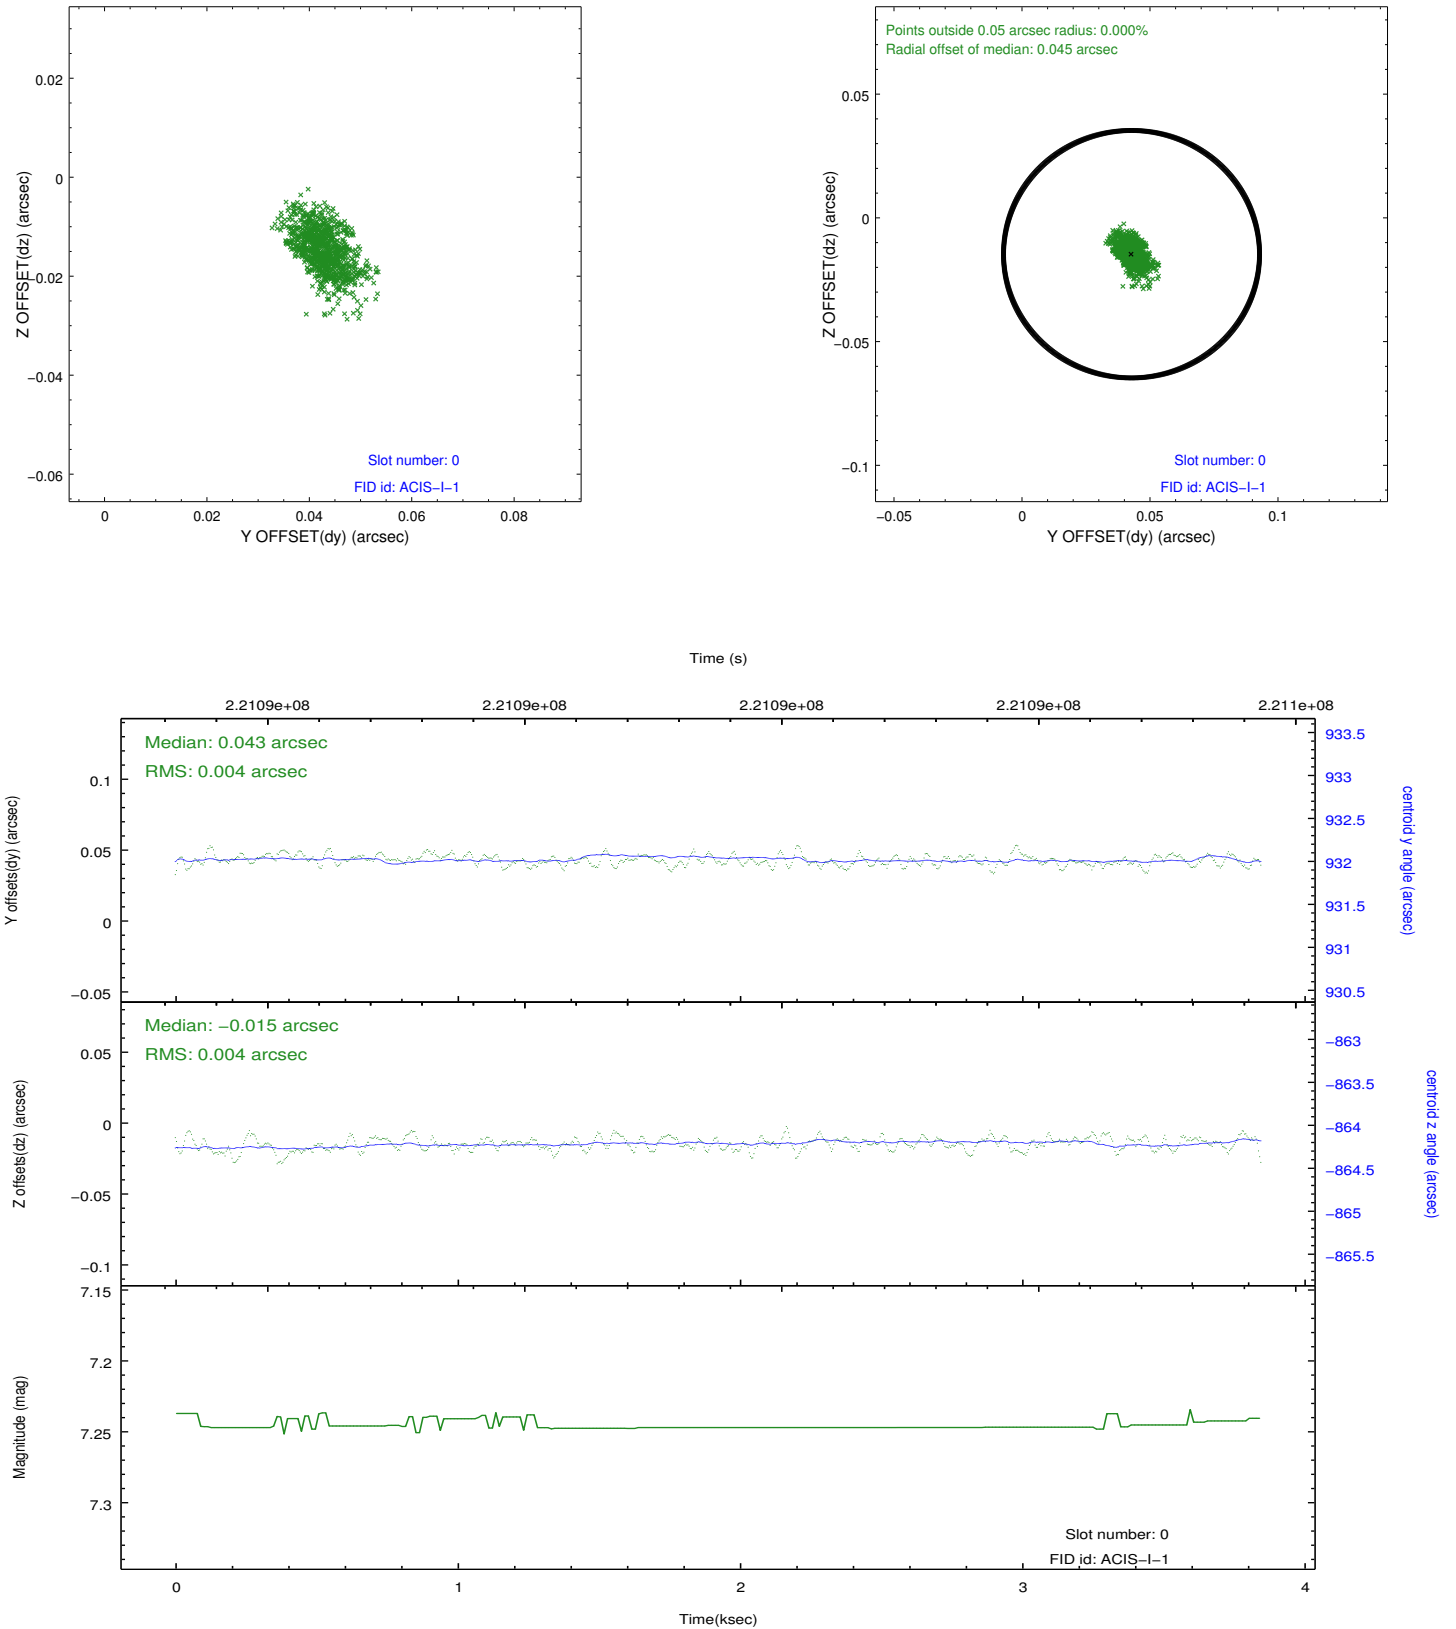 0.02
0
−0.02
−0.04
−0.06
Z OFFSET(dz) (arcsec)
Slot number: 0
FID id: ACIS−I−1
0
0.02
0.04
0.06
0.08
Y OFFSET(dy) (arcsec)
Points outside 0.05 arcsec radius: 0.000%
Radial offset of median: 0.045 arcsec
0.05
0
−0.05
−0.1
Z OFFSET(dz) (arcsec)
Slot number: 0
FID id: ACIS−I−1
−0.05
0
0.05
0.1
Y OFFSET(dy) (arcsec)
Time (s)
2.2109e+08
2.2109e+08
2.2109e+08
2.2109e+08
2.211e+08
Median: 0.043 arcsec
RMS: 0.004 arcsec
0.1
0.05
0
−0.05
Y offsets(dy) (arcsec)
933.5
933
932.5
932
931.5
931
930.5
centroid y angle (arcsec)
Median: −0.015 arcsec
RMS: 0.004 arcsec
0.05
0
−0.05
−0.1
Z offsets(dz) (arcsec)
−863
−863.5
−864
−864.5
−865
−865.5
centroid z angle (arcsec)
7.15
7.2
7.25
7.3
Magnitude (mag)
Slot number: 0
FID id: ACIS−I−1
0
1
2
3
4
Time(ksec)